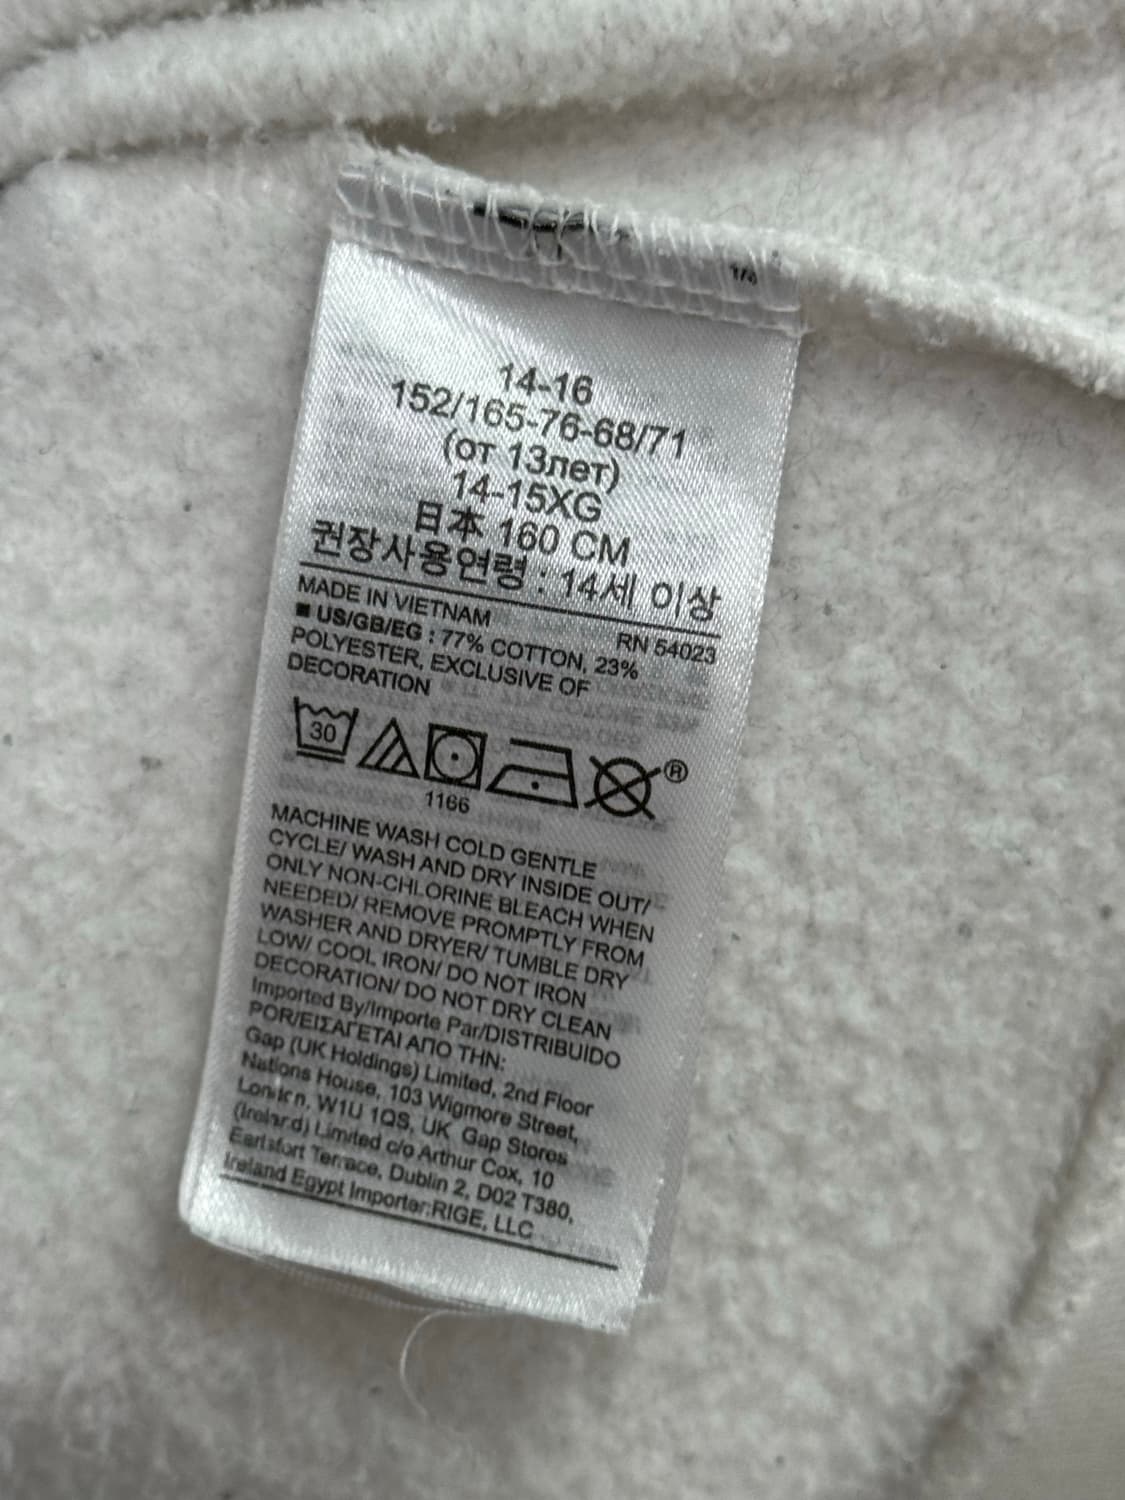 1/8
14-16
152/165-76-68/71
(от 13лет)
14-15XG
日本 160 CM
권장사용연령 : 14세 이상
MADE IN VIETNAM
RN 54023
■ US/GB/EG : 77% COTTON, 23%
POLYESTER, EXCLUSIVE OF
DECORATION
30
®
1166
MACHINE WASH COLD GENTLE
CYCLE/ WASH AND DRY INSIDE OUT/
ONLY NON-CHLORINE BLEACH WHEN
NEEDED/ REMOVE PROMPTLY FROM
WASHER AND DRYER/ TUMBLE DRY
LOW/ COOL IRON/ DO NOT IRON
DECORATION/ DO NOT DRY CLEAN
Imported By/Importe Par/DISTRIBUIDO
POR/ΕΙΣΑΓΕΤΑΙ ΑΠΟ ΤΗΝ:
Gap (UK Holdings) Limited, 2nd Floor
Nations House, 103 Wigmore Street,
London, W1U 1QS, UK Gap Stores
(Ireland) Limited c/o Arthur Cox, 10
Earlsfort Terrace, Dublin 2, D02 T380,
Ireland Egypt Importer:RIGE, LLC